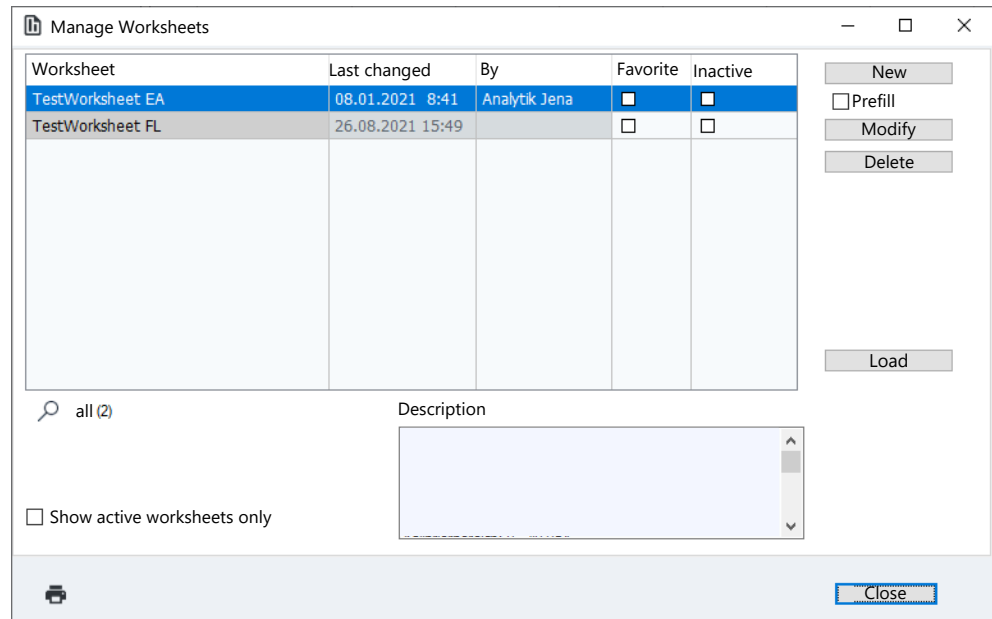 Manage Worksheets
Worksheet Last changed By Favorite Inactive
TestWorksheet EA 08.01.2021 8:41 Analytik Jena
TestWorksheet FL 26.08.2021 15:49
New
Prefill
Modify
Delete
Load
all (2)
Description
Show active worksheets only
Close